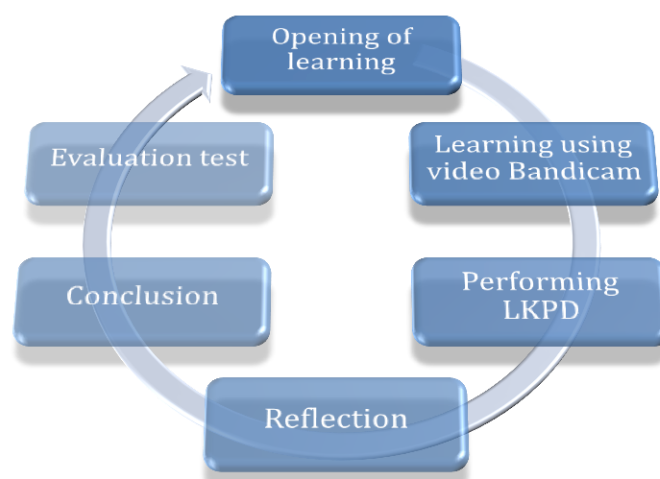 Opening of
learning
Learning using
video Bandicam
Performing
LKPD
Reflection
Conclusion
Evaluation test